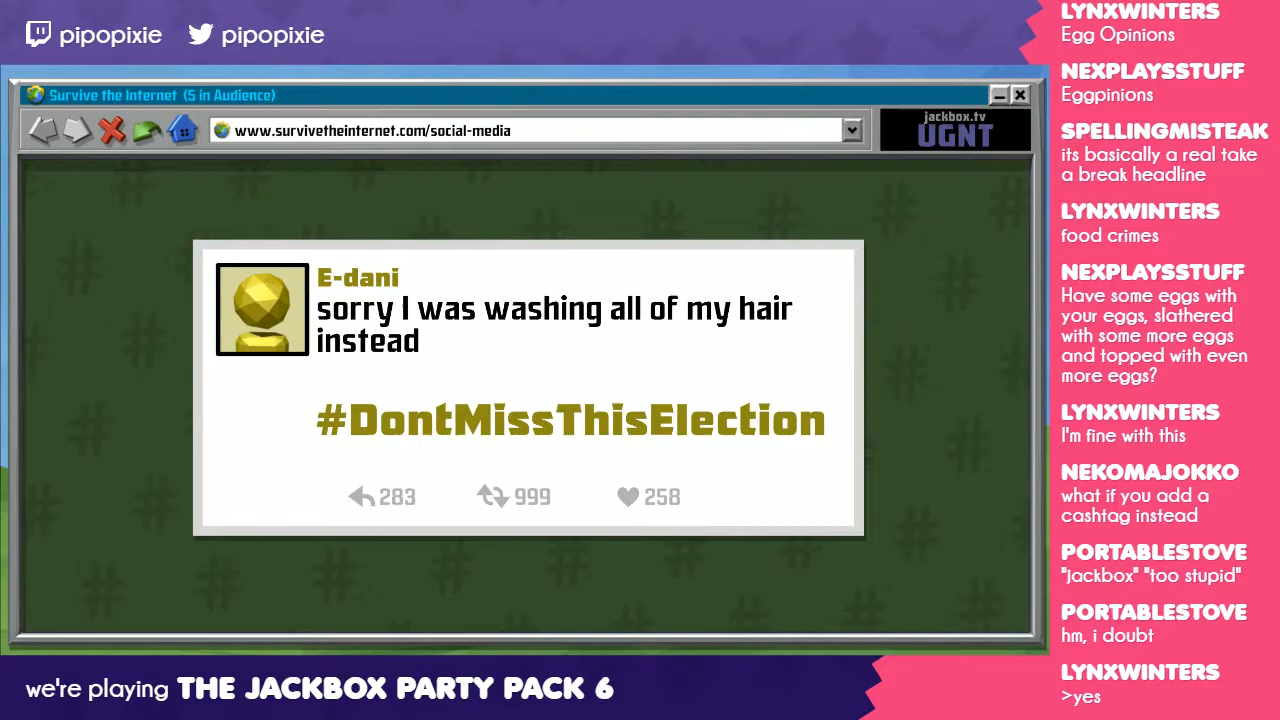 pipopixie pipopixie
Survive the Internet (5 in Audience)
www.survivetheinternet.com/social-media
jackbox.tv
UGNT
E-dani
sorry I was washing all of my hair
instead
#DontMissThisElection
283 999 258
we're playing THE JACKBOX PARTY PACK 6
LYNXWINTERS
Egg Opinions
NEXPLAYSSTUFF
Eggpinions
SPELLINGMISTEAK
its basically a real take
a break headline
LYNXWINTERS
food crimes
NEXPLAYSSTUFF
Have some eggs with
your eggs, slathered
with some more eggs
and topped with even
more eggs?
LYNXWINTERS
I'm fine with this
NEKOMAJOKKO
what if you add a
cashtag instead
PORTABLESTOVE
"Jackbox" "too stupid"
PORTABLESTOVE
hm, i doubt
LYNXWINTERS
>yes